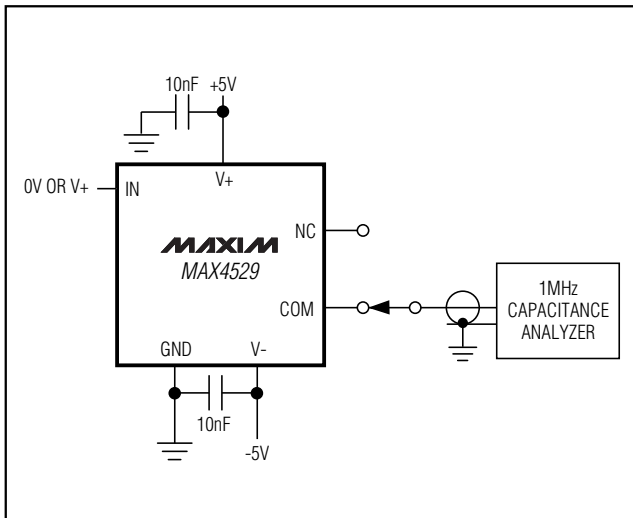 10nF
+5V
V+
0V OR V+
IN
NC
MAXIM
MAX4529
COM
1MHz
CAPACITANCE
ANALYZER
GND
V-
10nF
-5V